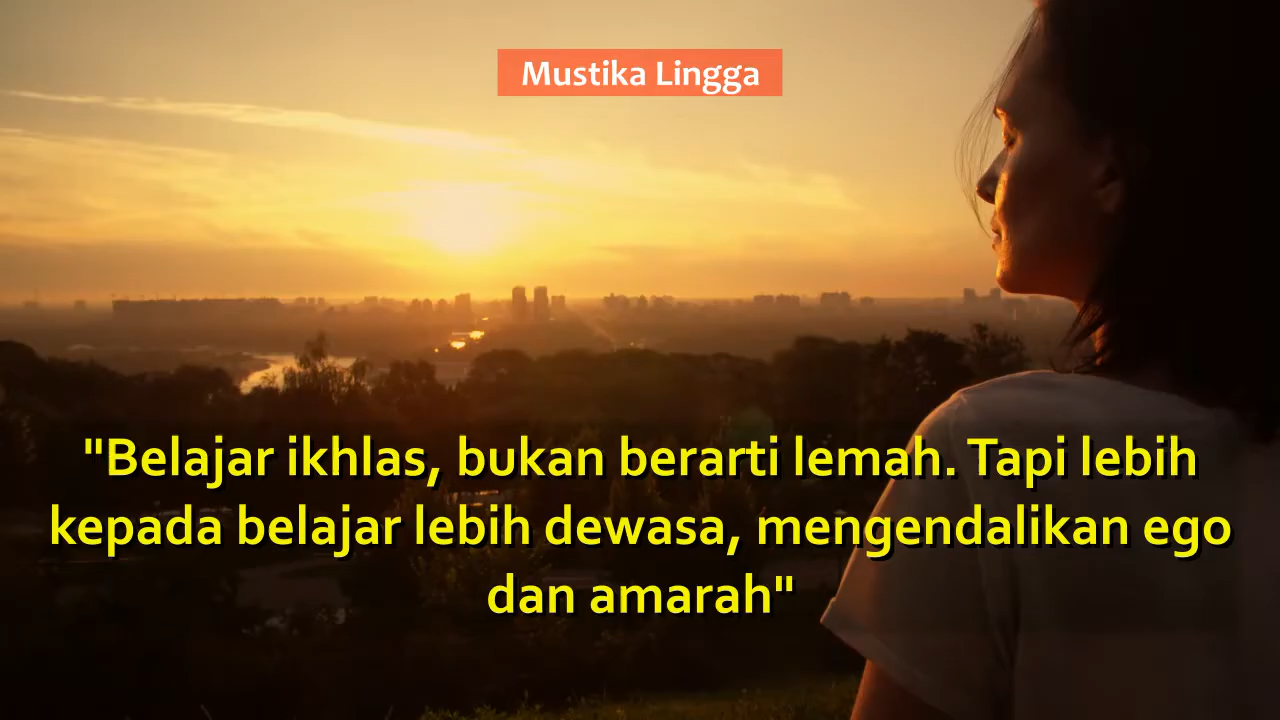 Mustika Lingga
"Belajar ikhlas, bukan berarti lemah. Tapi lebih
kepada belajar lebih dewasa, mengendalikan ego
dan amarah"